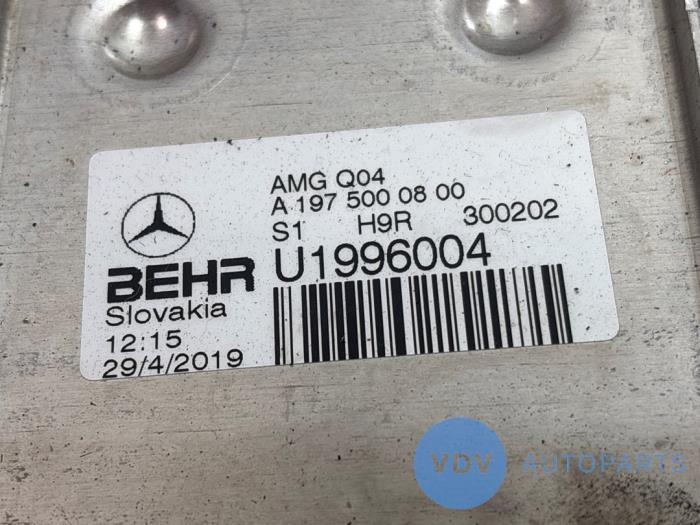 AMG Q04
A 197 500 08 00
S1 H9R 300202
BEHR U1996004
Slovakia
12:15
29/4/2019
VDV AUTOPARTS